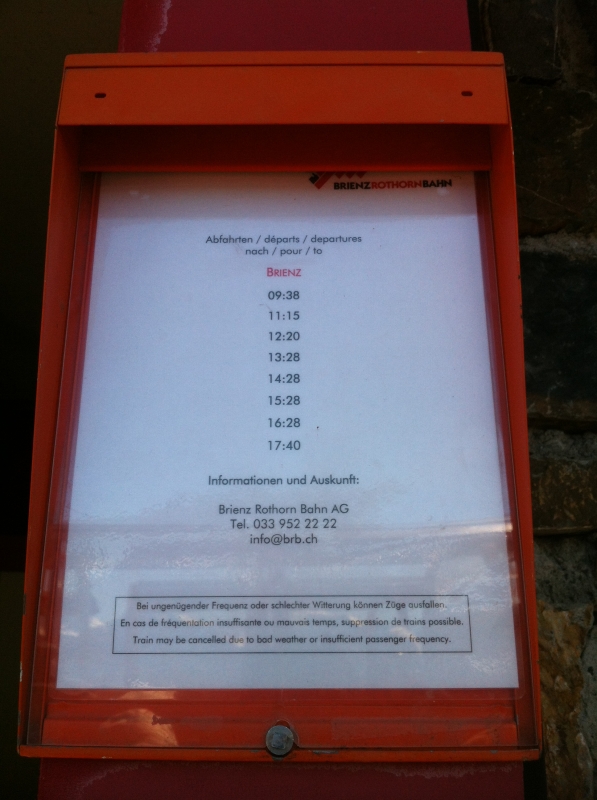 BRIENZROTHORNBAHN
Abfahrten / départs / departures
nach / pour / to
BRIENZ
09:38
11:15
12:20
13:28
14:28
15:28
16:28
17:40
Informationen und Auskunft:
Brienz Rothorn Bahn AG
Tel. 033 952 22 22
info@brb.ch
Bei ungenügender Frequenz oder schlechter Witterung können Züge ausfallen.
En cas de fréquentation insuffisante ou mauvais temps, suppression de trains possible.
Train may be cancelled due to bad weather or insufficient passenger frequency.